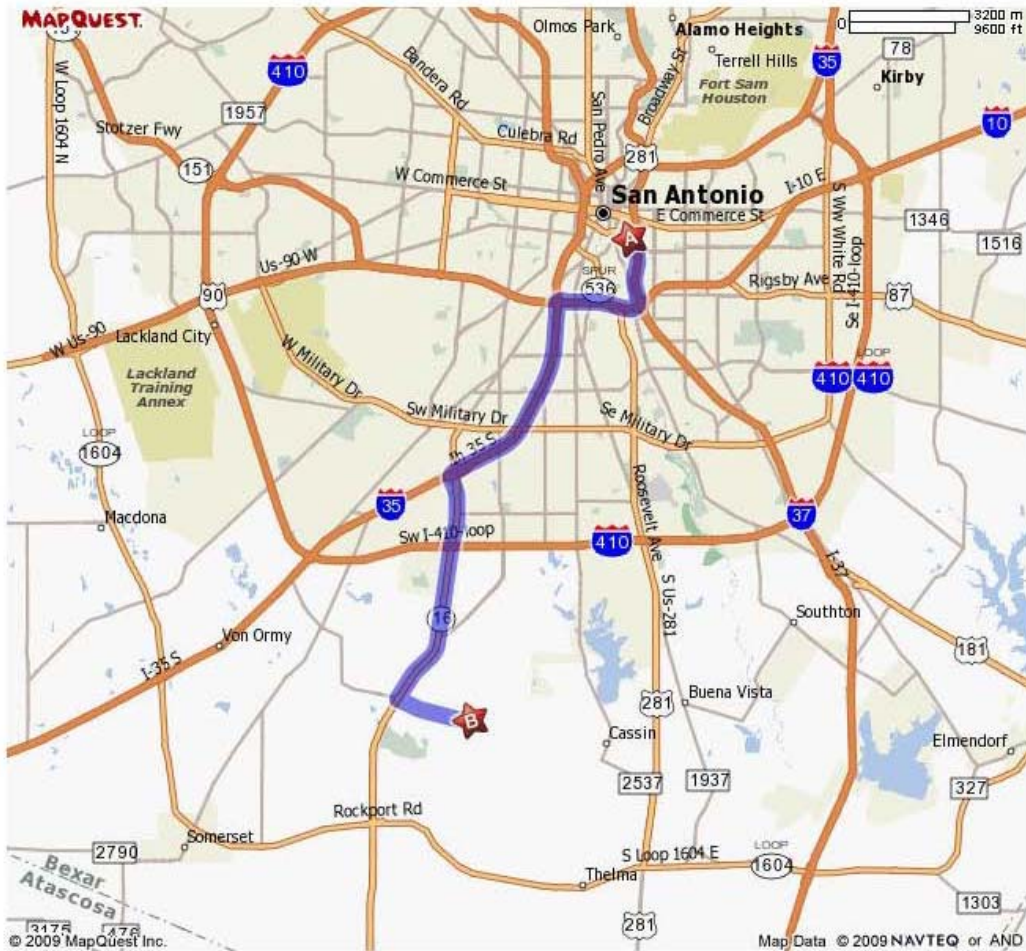 MAPQUEST.
3200 m
9600 ft
0
Olmos Park
Alamo Heights
Terrell Hills
35
78
Kirby
Fort Sam
Houston
W Loop 1604 N
410
Bandera Rd
San Pedro Ave
Broadway St
1957
Stotzer Fwy
Culebra Rd
10
151
281
W Commerce St
I-10 E
San Antonio
E Commerce St
S Ww White Rd
1346
1516
A
Us-90-W
SPUR
536
Rigsby Ave
87
I-410-loop Se
90
W Us-90
Lackland City
Lackland
Training
Annex
W Military Dr
LOOP
410
410
Sw Military Dr
Se Military Dr
LOOP
1604
Ih 35 S
35
Roosevelt Ave
Macdona
Sw I-410-loop
410
37
I-37
S Us-281
16
Southton
Von Ormy
I-35 S
181
281
Buena Vista
B
Cassin
Elmendorf
2537
1937
327
Rockport Rd
Somerset
2790
S Loop 1604 E
LOOP
1604
Bexar
Atascosa
Thelma
1303
3175
476
281
© 2009 MapQuest Inc.
Map Data © 2009 NAVTEQ or AND